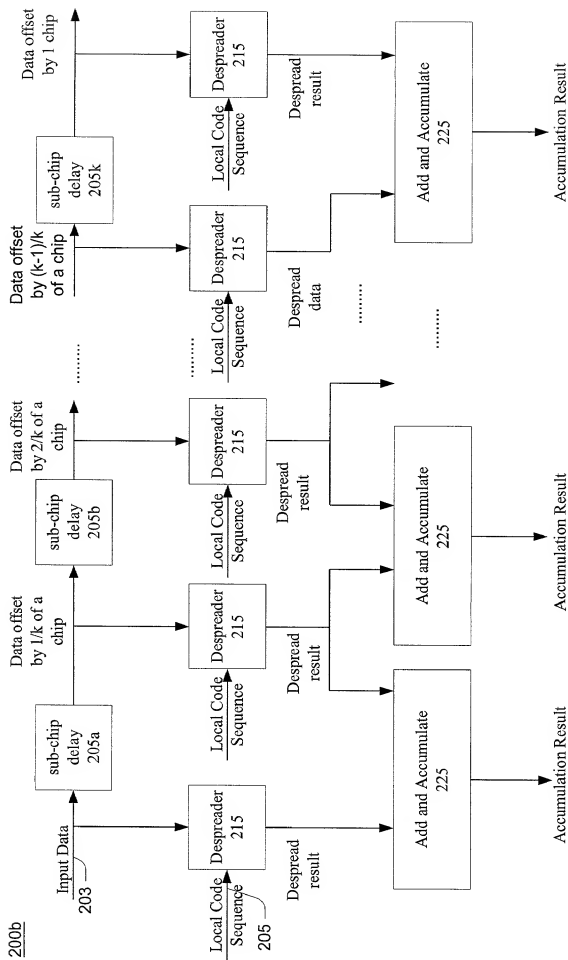 200b
Input Data
203
sub-chip
delay
205a
Data offset
by 1/k of a
chip
sub-chip
delay
205b
Data offset
by 2/k of a
chip
.........
Data offset
by (k-1)/k
of a chip
sub-chip
delay
205k
Data offset
by 1 chip
Local Code
Sequence
205
Despreader
215
Local Code
Sequence
Despreader
215
Local Code
Sequence
Despreader
215
.........
Local Code
Sequence
Despreader
215
Local Code
Sequence
Despreader
215
Despread
result
Despread
result
Despread
result
Despread
data
Despread
result
.........
Add and Accumulate
225
Add and Accumulate
225
.........
225
Add and Accumulate
225
Accumulation Result
Accumulation Result
Accumulation Result